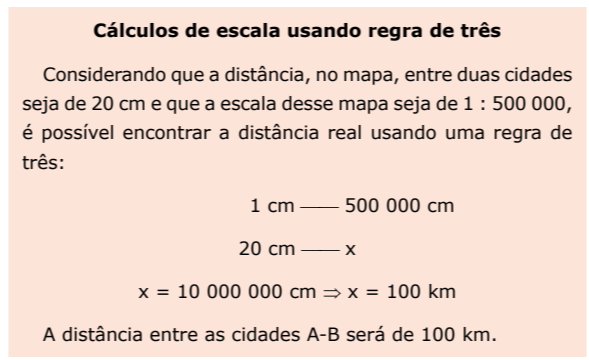 Cálculos de escala usando regra de três
Considerando que a distância, no mapa, entre duas cidades
seja de 20 cm e que a escala desse mapa seja de 1 : 500 000,
é possível encontrar a distância real usando uma regra de
três:
1 cm —— 500 000 cm
20 cm —— x
x = 10 000 000 cm ⇒ x = 100 km
A distância entre as cidades A-B será de 100 km.